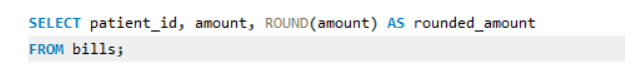 SELECT patient_id, amount, ROUND(amount) AS rounded_amount
FROM bills;